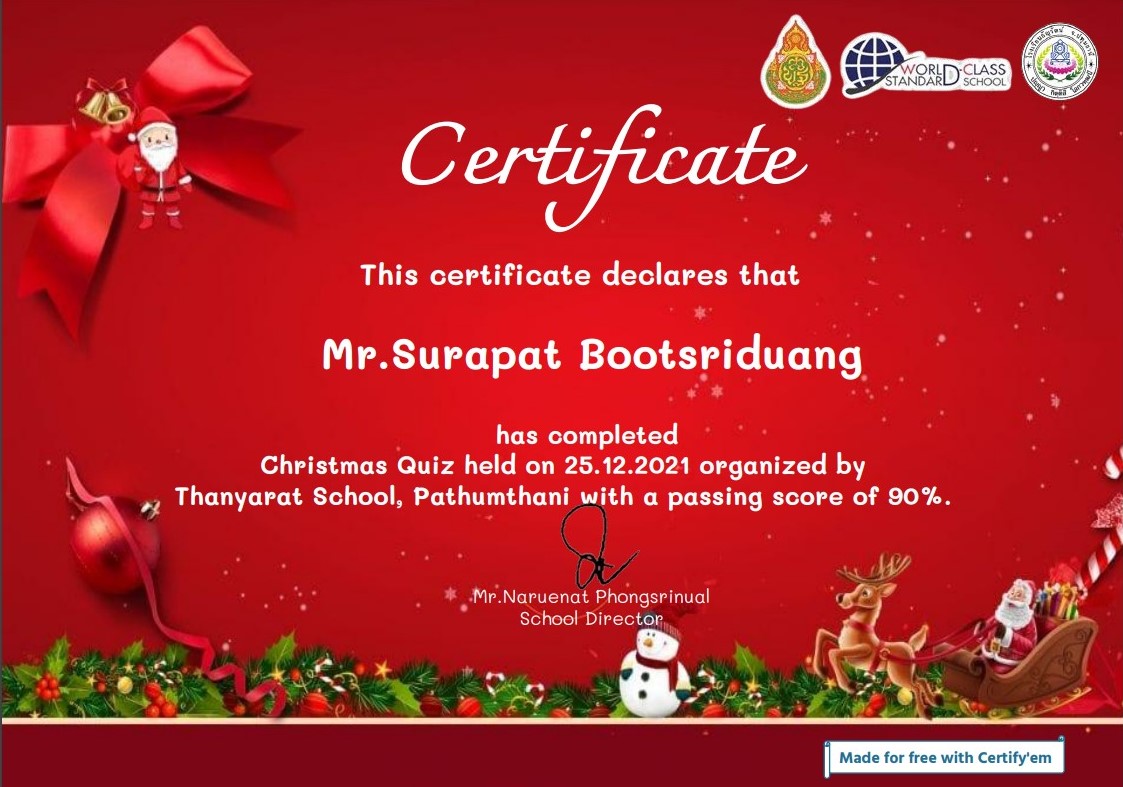 WORLD-CLASS
STANDARD SCHOOL
Certificate
This certificate declares that
Mr.Surapat Bootsriduang
has completed
Christmas Quiz held on 25.12.2021 organized by
Thanyarat School, Pathumthani with a passing score of 90%.
Mr.Naruenat Phongsrinual
School Director
Made for free with Certify'em